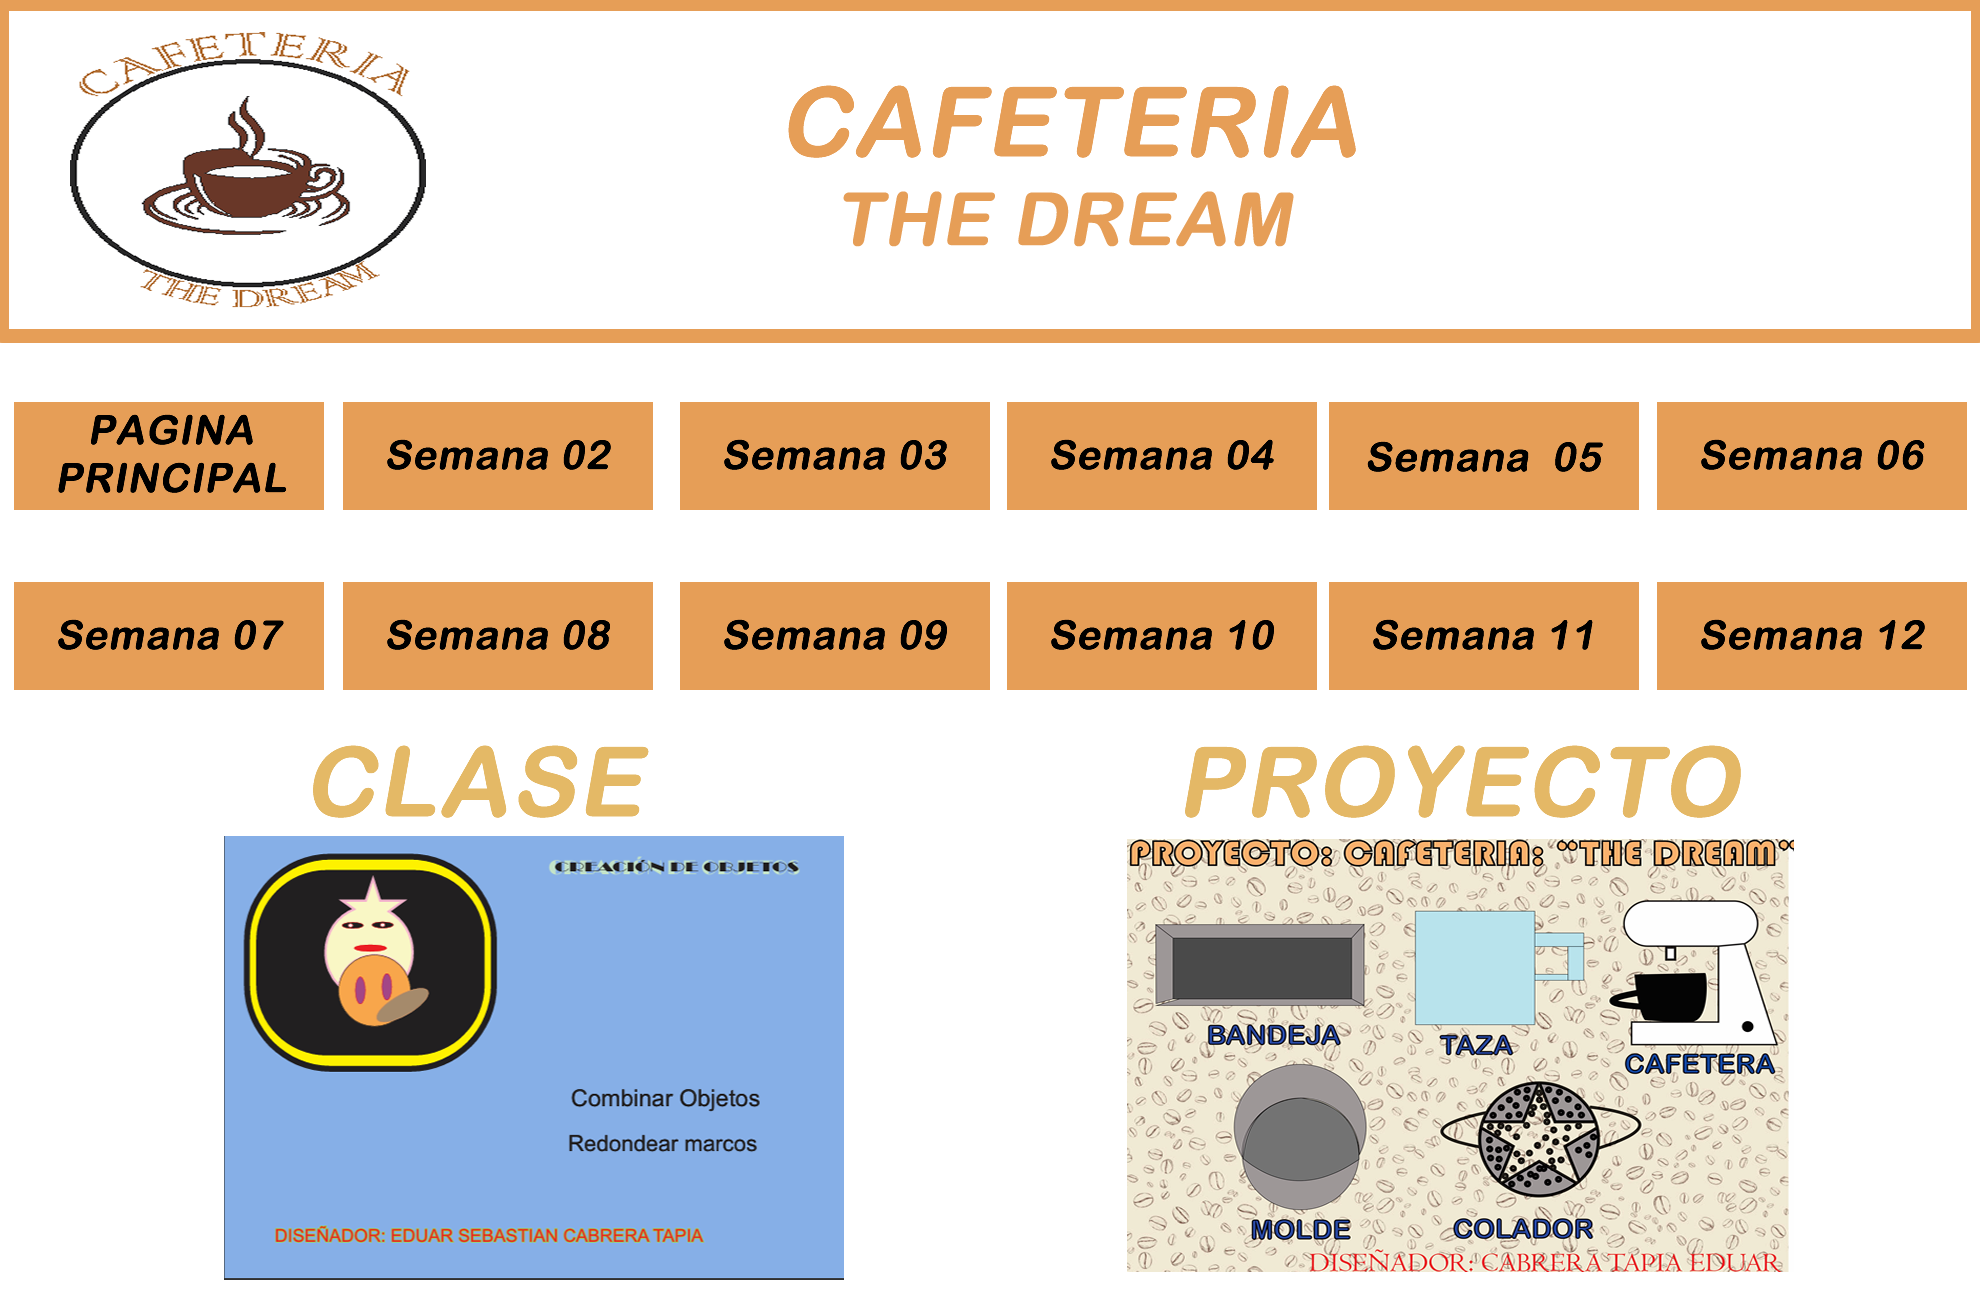 CAFETERIA
THE DREAM
CAFETERIA
THE DREAM
PAGINA
PRINCIPAL
Semana 02
Semana 03
Semana 04
Semana 05
Semana 06
Semana 07
Semana 08
Semana 09
Semana 10
Semana 11
Semana 12
CLASE
CREACIÓN DE OBJETOS
Combinar Objetos
Redondear marcos
DISEÑADOR: EDUAR SEBASTIAN CABRERA TAPIA
PROYECTO
PROYECTO: CAFETERIA: “THE DREAM“
BANDEJA
TAZA
CAFETERA
MOLDE
COLADOR
DISEÑADOR: CABRERA TAPIA EDUAR